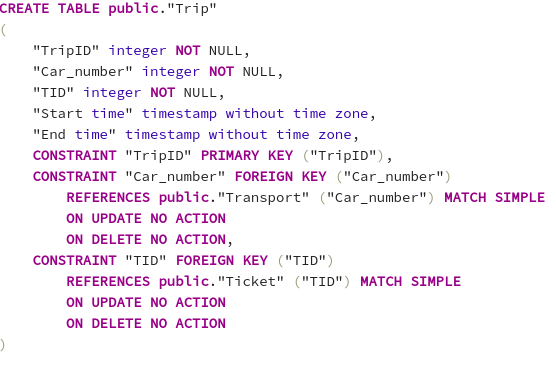 CREATE TABLE public."Trip"
(
    "TripID" integer NOT NULL,
    "Car_number" integer NOT NULL,
    "TID" integer NOT NULL,
    "Start time" timestamp without time zone,
    "End time" timestamp without time zone,
    CONSTRAINT "TripID" PRIMARY KEY ("TripID"),
    CONSTRAINT "Car_number" FOREIGN KEY ("Car_number")
        REFERENCES public."Transport" ("Car_number") MATCH SIMPLE
        ON UPDATE NO ACTION
        ON DELETE NO ACTION,
    CONSTRAINT "TID" FOREIGN KEY ("TID")
        REFERENCES public."Ticket" ("TID") MATCH SIMPLE
        ON UPDATE NO ACTION
        ON DELETE NO ACTION
)